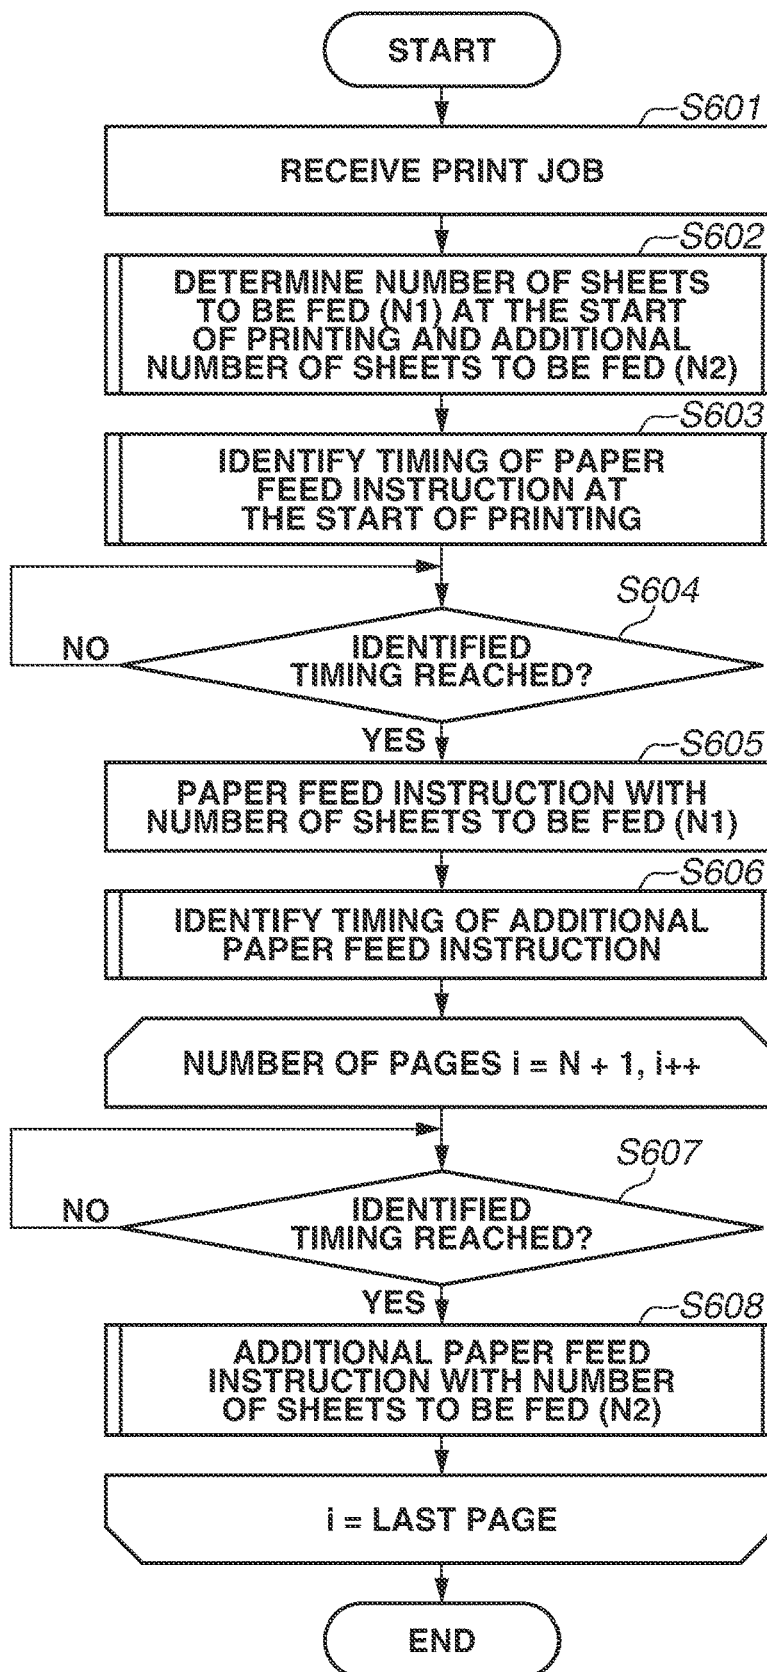 START
S601
RECEIVE PRINT JOB
S602
DETERMINE NUMBER OF SHEETS
TO BE FED (N1) AT THE START
OF PRINTING AND ADDITIONAL
NUMBER OF SHEETS TO BE FED (N2)
S603
IDENTIFY TIMING OF PAPER
FEED INSTRUCTION AT
THE START OF PRINTING
S604
IDENTIFIED
TIMING REACHED?
NO
YES
S605
PAPER FEED INSTRUCTION WITH
NUMBER OF SHEETS TO BE FED (N1)
S606
IDENTIFY TIMING OF ADDITIONAL
PAPER FEED INSTRUCTION
NUMBER OF PAGES i = N + 1, i++
S607
IDENTIFIED
TIMING REACHED?
NO
YES
S608
ADDITIONAL PAPER FEED
INSTRUCTION WITH NUMBER
OF SHEETS TO BE FED (N2)
i = LAST PAGE
END